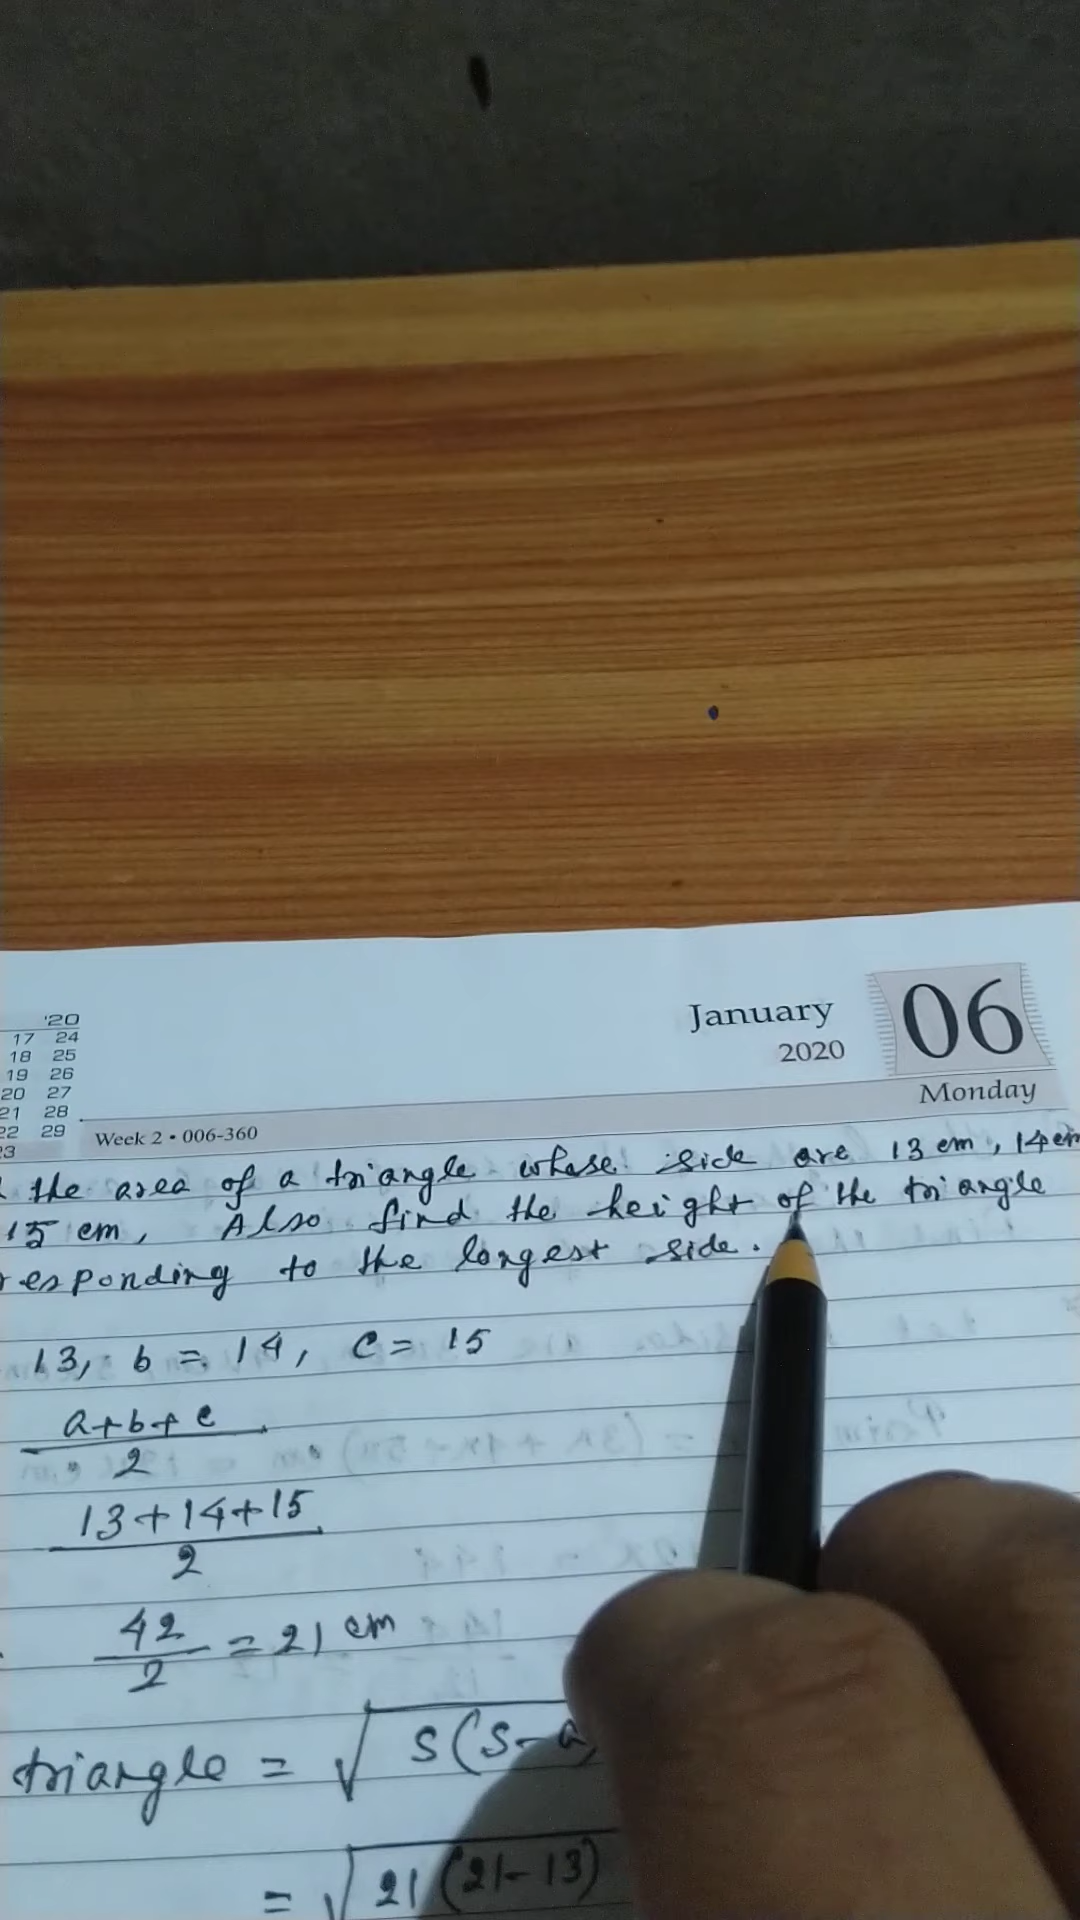 '20
17 24
18 25
19 26
20 27
21 28
22 29
23
January
2020
06
Monday
Week 2 • 006-360
the area of a triangle whose side are 13 cm, 14 cm
15 cm, Also find the height of the triangle
responding to the longest side.
13, b = 14, c = 15
a+b+c
2
13+14+15
2
42
2
= 21 cm
triangle = √ s(s-a)
= √ 21 (21-13)